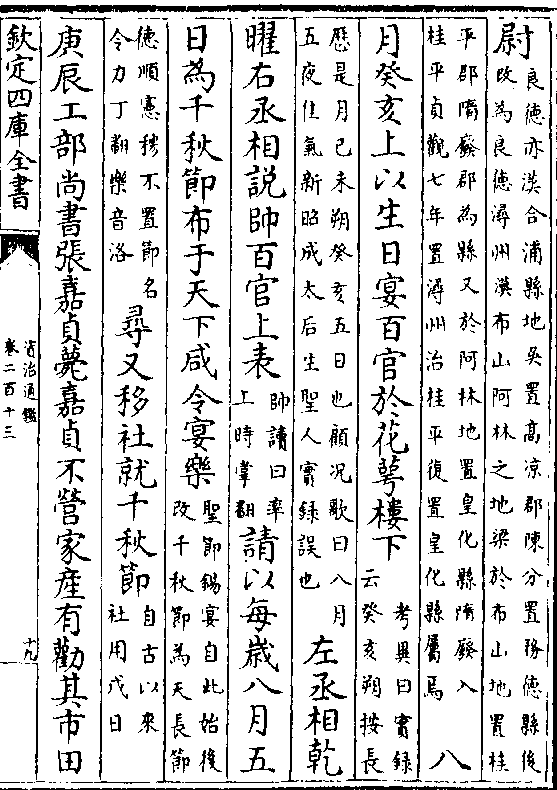 尉
良德亦漢合浦縣地吳置高凉郡陳分置務德縣後
改為良德潯州漢布山阿林之地梁於布山地置桂
平郡隋廢郡為縣又於阿林地置皇化縣隋廢入
桂平貞觀七年置潯州治桂平復置皇化縣屬焉
八
月癸亥上以生日宴百官於花萼樓下
考異曰實録
云癸亥朔按長
歷是月己未朔癸亥五日也顧况歌曰八月
五夜佳氣新昭成太后生聖人實録誤也
左丞相乾
曜右丞相說帥百官上表
帥讀曰率
上時掌翻
請以每歲八月五
日為千秋節布于天下咸令宴樂
聖節錫宴自此始後
改千秋節為天長節
德順憲穆不置節名
令力丁翻樂音洛
尋又移社就千秋節
自古以來
社用戊日
庚辰工部尚書張嘉貞薨嘉貞不營家産有勸其市田
欽定四庫全書
資治通鑑
卷二百十三
十九